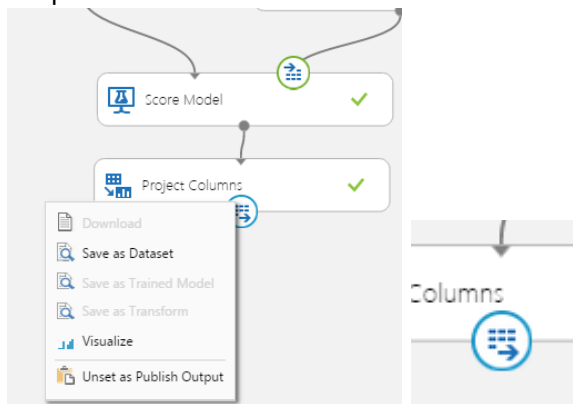 Score Model
Project Columns
Download
Save as Dataset
Save as Trained Model
Save as Transform
Visualize
Unset as Publish Output
Columns